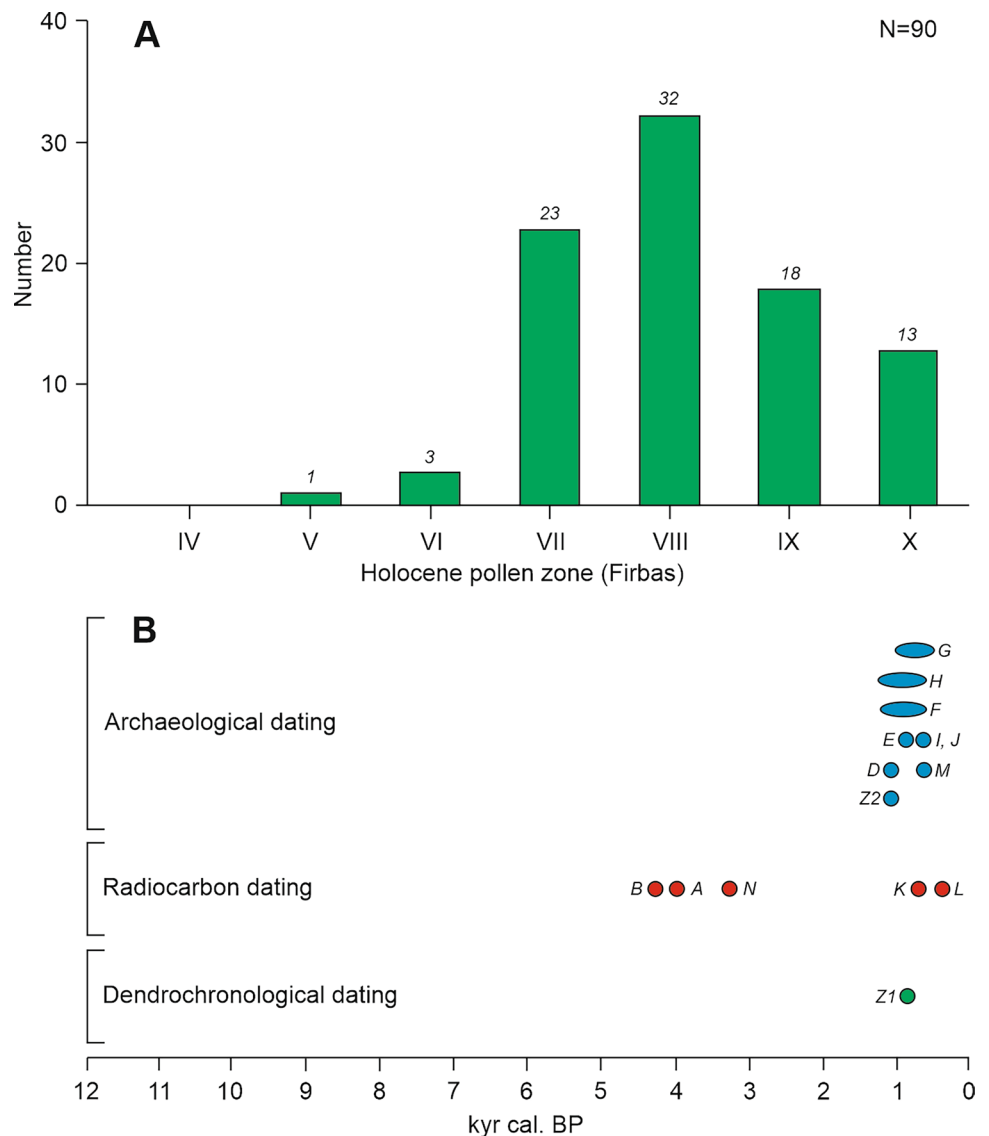 A
N=90
40
30
20
10
0
Number
1
3
23
32
18
13
IV V VI VII VIII IX X
Holocene pollen zone (Firbas)
B
Archaeological dating
G
H
F
E I, J
D M
Z2
Radiocarbon dating
B A N K L
Dendrochronological dating
Z1
12 11 10 9 8 7 6 5 4 3 2 1 0
kyr cal. BP